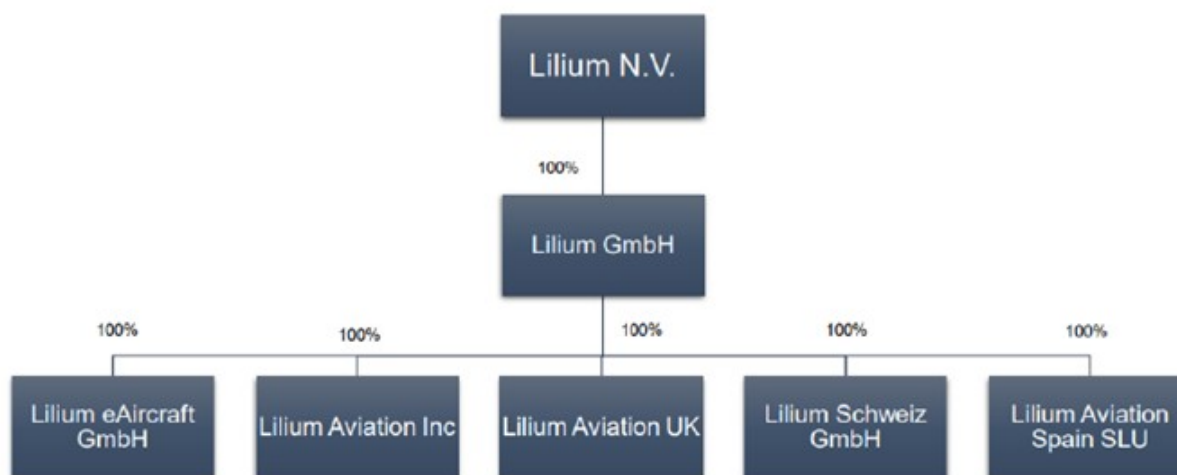 Lilium N.V.
100%
Lilium GmbH
100%
100%
100%
100%
100%
Lilium eAircraft
GmbH
Lilium Aviation Inc
Lilium Aviation UK
Lilium Schweiz
GmbH
Lilium Aviation
Spain SLU